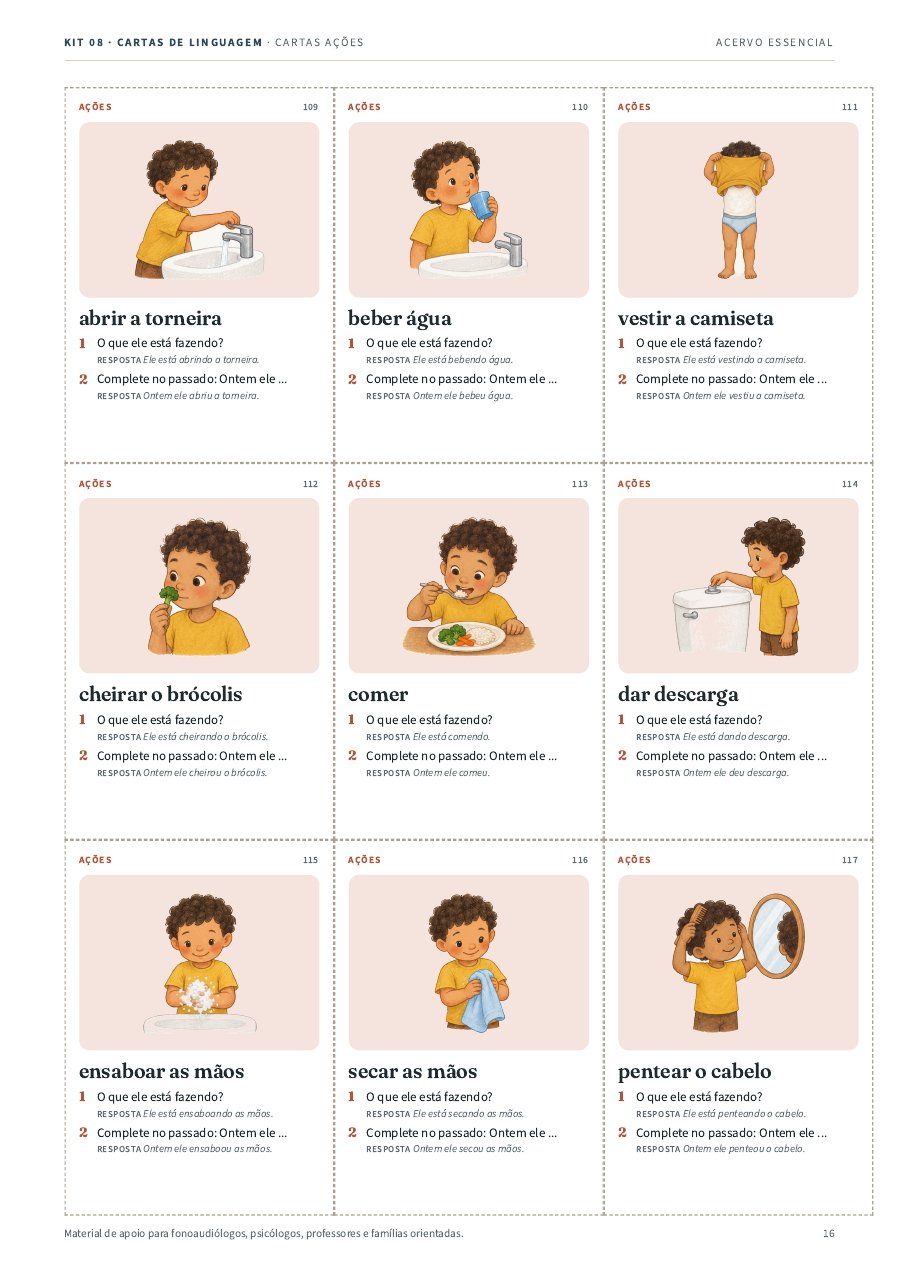 KIT 08 · CARTAS DE LINGUAGEM · CARTAS AÇÕES
ACERVO ESSENCIAL
AÇÕES 109
abrir a torneira
1 O que ele está fazendo?
RESPOSTA Ele está abrindo a torneira.
2 Complete no passado: Ontem ele ...
RESPOSTA Ontem ele abriu a torneira.
AÇÕES 110
beber água
1 O que ele está fazendo?
RESPOSTA Ele está bebendo água.
2 Complete no passado: Ontem ele ...
RESPOSTA Ontem ele bebeu água.
AÇÕES 111
vestir a camiseta
1 O que ele está fazendo?
RESPOSTA Ele está vestindo a camiseta.
2 Complete no passado: Ontem ele ...
RESPOSTA Ontem ele vestiu a camiseta.
AÇÕES 112
cheirar o brócolis
1 O que ele está fazendo?
RESPOSTA Ele está cheirando o brócolis.
2 Complete no passado: Ontem ele ...
RESPOSTA Ontem ele cheirou o brócolis.
AÇÕES 113
comer
1 O que ele está fazendo?
RESPOSTA Ele está comendo.
2 Complete no passado: Ontem ele ...
RESPOSTA Ontem ele comeu.
AÇÕES 114
dar descarga
1 O que ele está fazendo?
RESPOSTA Ele está dando descarga.
2 Complete no passado: Ontem ele ...
RESPOSTA Ontem ele deu descarga.
AÇÕES 115
ensaboar as mãos
1 O que ele está fazendo?
RESPOSTA Ele está ensaboando as mãos.
2 Complete no passado: Ontem ele ...
RESPOSTA Ontem ele ensaboou as mãos.
AÇÕES 116
secar as mãos
1 O que ele está fazendo?
RESPOSTA Ele está secando as mãos.
2 Complete no passado: Ontem ele ...
RESPOSTA Ontem ele secou as mãos.
AÇÕES 117
pentear o cabelo
1 O que ele está fazendo?
RESPOSTA Ele está penteando o cabelo.
2 Complete no passado: Ontem ele ...
RESPOSTA Ontem ele penteou o cabelo.
Material de apoio para fonoaudiólogos, psicólogos, professores e famílias orientadas.
16